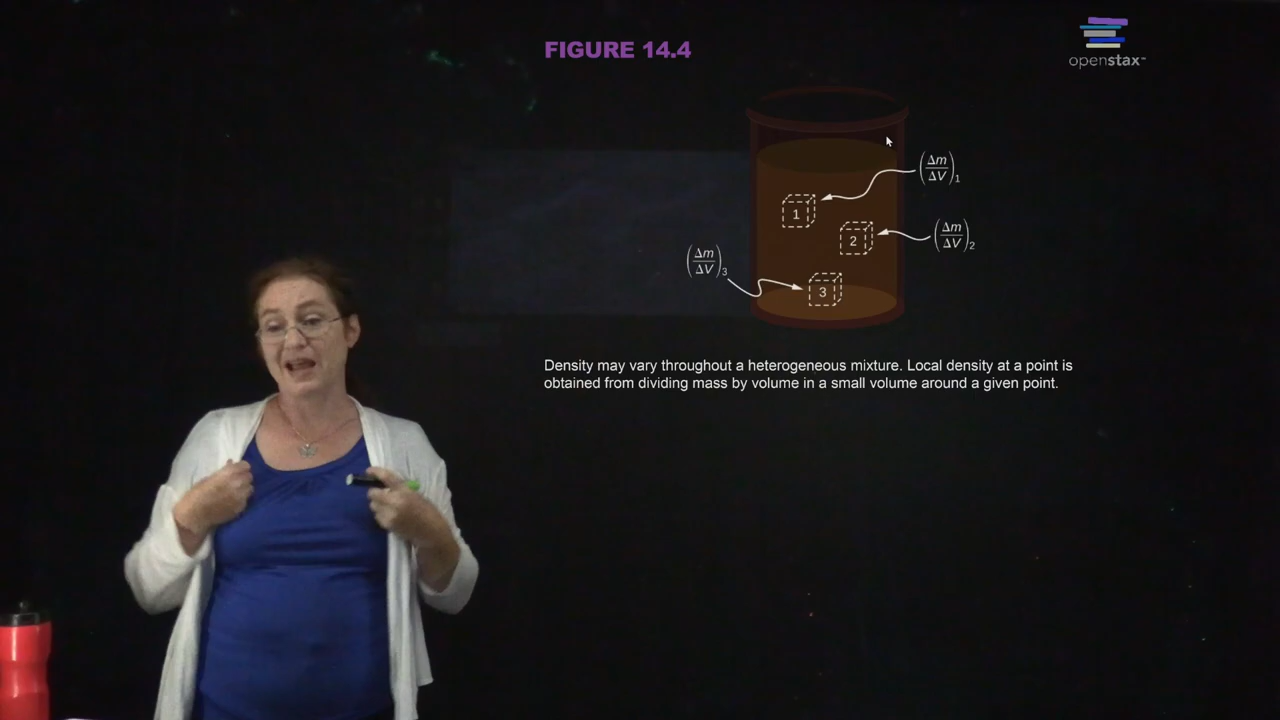 FIGURE 14.4
openstax™
(Δm/ΔV)₁
1
2
(Δm/ΔV)₂
(Δm/ΔV)₃
3
Density may vary throughout a heterogeneous mixture. Local density at a point is
obtained from dividing mass by volume in a small volume around a given point.